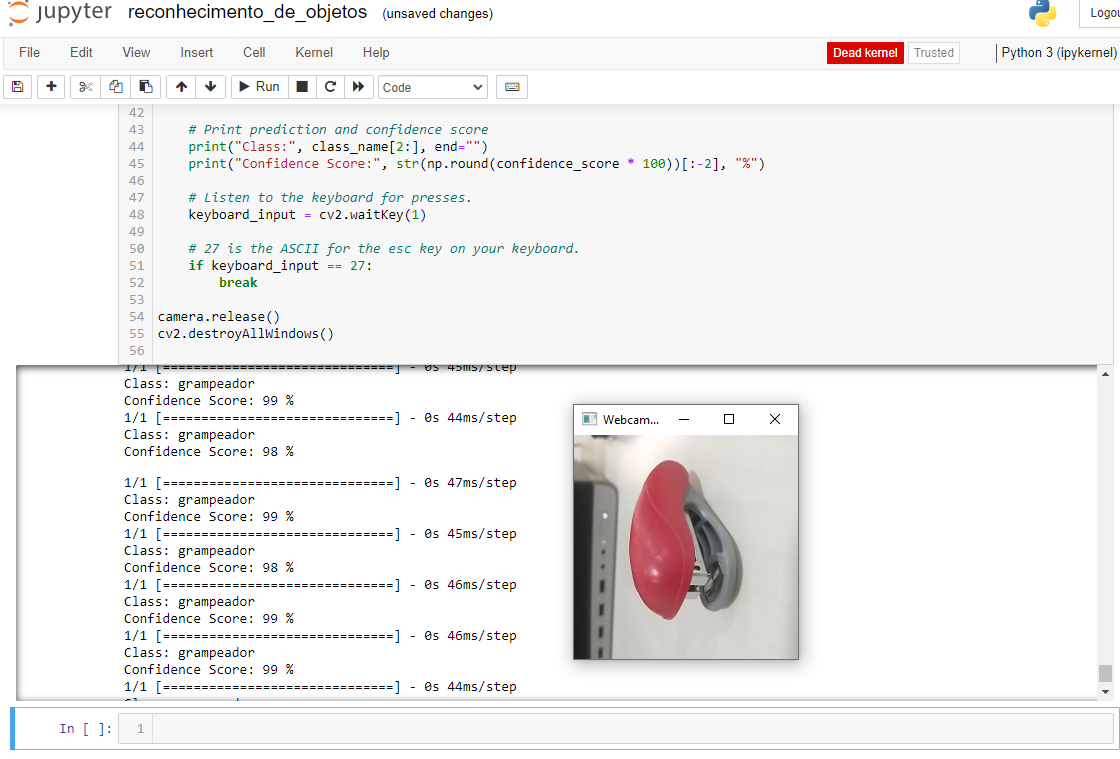 jupyter reconhecimento_de_objetos (unsaved changes)
File Edit View Insert Cell Kernel Help Dead kernel Trusted Python 3 (ipykernel)
Run Code
42
43     # Print prediction and confidence score
44     print("Class:", class_name[2:], end="")
45     print("Confidence Score:", str(np.round(confidence_score * 100))[:-2], "%")
46
47     # Listen to the keyboard for presses.
48     keyboard_input = cv2.waitKey(1)
49
50     # 27 is the ASCII for the esc key on your keyboard.
51     if keyboard_input == 27:
52         break
53
54 camera.release()
55 cv2.destroyAllWindows()
56
1/1 [==============================] - 0s 45ms/step
Class: grampeador
Confidence Score: 99 %
1/1 [==============================] - 0s 44ms/step
Class: grampeador
Confidence Score: 98 %
1/1 [==============================] - 0s 47ms/step
Class: grampeador
Confidence Score: 99 %
1/1 [==============================] - 0s 45ms/step
Class: grampeador
Confidence Score: 98 %
1/1 [==============================] - 0s 46ms/step
Class: grampeador
Confidence Score: 99 %
1/1 [==============================] - 0s 46ms/step
Class: grampeador
Confidence Score: 99 %
1/1 [==============================] - 0s 44ms/step
Webcam...
In [ ]: 1